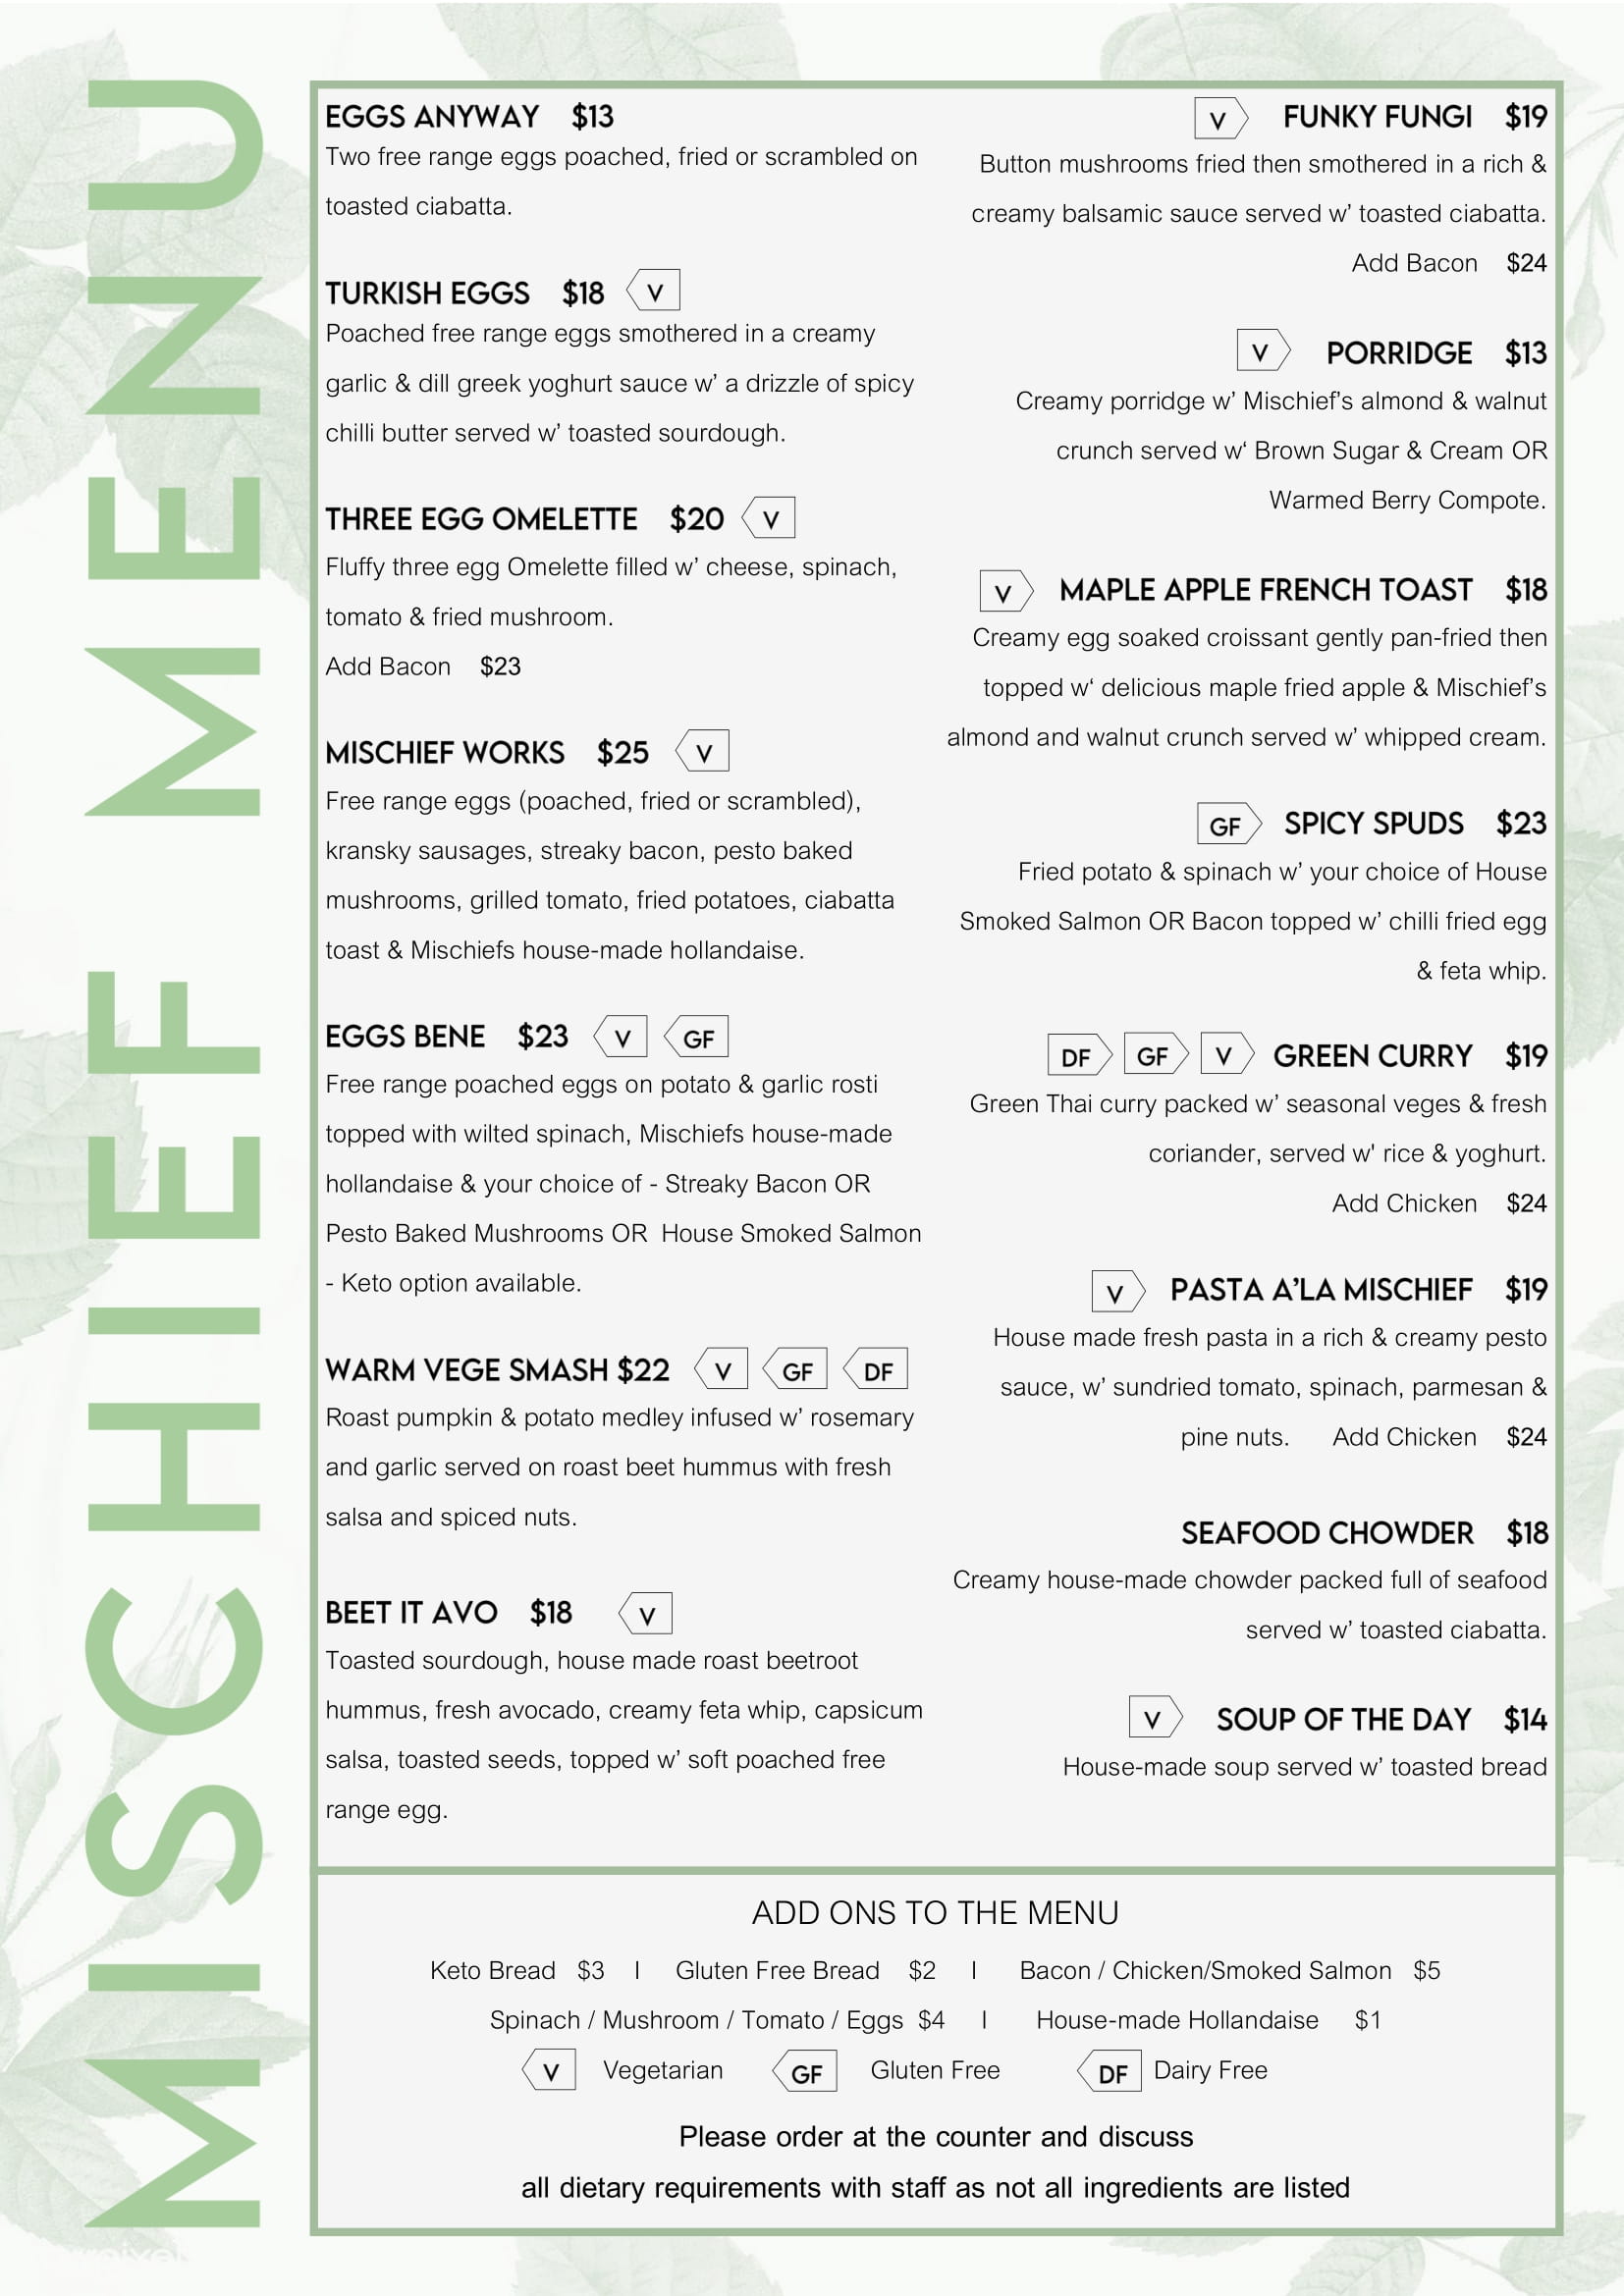 MISCHIEF MENU
EGGS ANYWAY $13
Two free range eggs poached, fried or scrambled on
toasted ciabatta.
TURKISH EGGS $18 V
Poached free range eggs smothered in a creamy
garlic & dill greek yoghurt sauce w’ a drizzle of spicy
chilli butter served w’ toasted sourdough.
THREE EGG OMELETTE $20 V
Fluffy three egg Omelette filled w’ cheese, spinach,
tomato & fried mushroom.
Add Bacon $23
MISCHIEF WORKS $25 V
Free range eggs (poached, fried or scrambled),
kransky sausages, streaky bacon, pesto baked
mushrooms, grilled tomato, fried potatoes, ciabatta
toast & Mischiefs house-made hollandaise.
EGGS BENE $23 V GF
Free range poached eggs on potato & garlic rosti
topped with wilted spinach, Mischiefs house-made
hollandaise & your choice of - Streaky Bacon OR
Pesto Baked Mushrooms OR House Smoked Salmon
- Keto option available.
WARM VEGE SMASH $22 V GF DF
Roast pumpkin & potato medley infused w’ rosemary
and garlic served on roast beet hummus with fresh
salsa and spiced nuts.
BEET IT AVO $18 V
Toasted sourdough, house made roast beetroot
hummus, fresh avocado, creamy feta whip, capsicum
salsa, toasted seeds, topped w’ soft poached free
range egg.
V FUNKY FUNGI $19
Button mushrooms fried then smothered in a rich &
creamy balsamic sauce served w’ toasted ciabatta.
Add Bacon $24
V PORRIDGE $13
Creamy porridge w’ Mischief’s almond & walnut
crunch served w‘ Brown Sugar & Cream OR
Warmed Berry Compote.
V MAPLE APPLE FRENCH TOAST $18
Creamy egg soaked croissant gently pan-fried then
topped w‘ delicious maple fried apple & Mischief’s
almond and walnut crunch served w’ whipped cream.
GF SPICY SPUDS $23
Fried potato & spinach w’ your choice of House
Smoked Salmon OR Bacon topped w’ chilli fried egg
& feta whip.
DF GF V GREEN CURRY $19
Green Thai curry packed w’ seasonal veges & fresh
coriander, served w' rice & yoghurt.
Add Chicken $24
V PASTA A’LA MISCHIEF $19
House made fresh pasta in a rich & creamy pesto
sauce, w’ sundried tomato, spinach, parmesan &
pine nuts. Add Chicken $24
SEAFOOD CHOWDER $18
Creamy house-made chowder packed full of seafood
served w’ toasted ciabatta.
V SOUP OF THE DAY $14
House-made soup served w’ toasted bread
ADD ONS TO THE MENU
Keto Bread $3 I Gluten Free Bread $2 I Bacon / Chicken/Smoked Salmon $5
Spinach / Mushroom / Tomato / Eggs $4 I House-made Hollandaise $1
V Vegetarian GF Gluten Free DF Dairy Free
Please order at the counter and discuss
all dietary requirements with staff as not all ingredients are listed